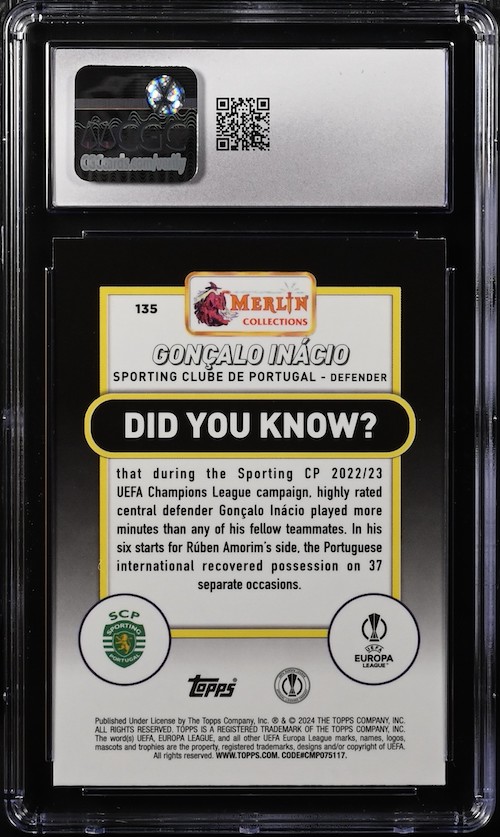 CGC
CGCcards.com/verify
135
MERLIN
COLLECTIONS
GONÇALO INÁCIO
SPORTING CLUBE DE PORTUGAL - DEFENDER
DID YOU KNOW?
that during the Sporting CP 2022/23
UEFA Champions League campaign, highly rated
central defender Gonçalo Inácio played more
minutes than any of his fellow teammates. In his
six starts for Rúben Amorim's side, the Portuguese
international recovered possession on 37
separate occasions.
SCP
SPORTING
PORTUGAL
UEFA
EUROPA
LEAGUE™
Topps®
Published Under License by The Topps Company, Inc. ® & © 2024 THE TOPPS COMPANY, INC.
ALL RIGHTS RESERVED. TOPPS IS A REGISTERED TRADEMARK OF THE TOPPS COMPANY, INC.
The word(s) UEFA, EUROPA LEAGUE, and all other UEFA Europa League marks, names, logos,
mascots and trophies are the property, registered trademarks, designs and/or copyright of UEFA.
All rights reserved. WWW.TOPPS.COM. CODE#CMP075117.